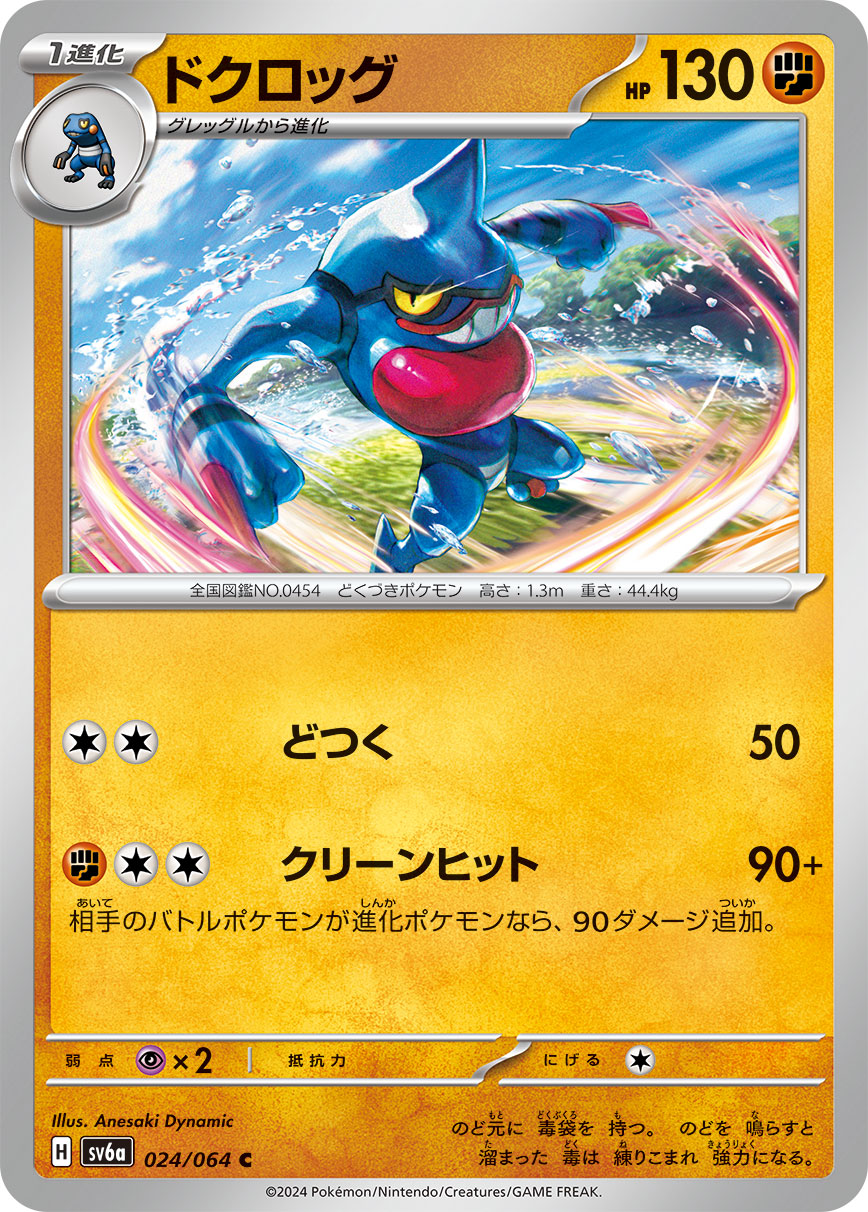 1進化
ドクロッグ
HP 130
グレッグルから進化
全国図鑑NO.0454 どくづきポケモン 高さ：1.3m 重さ：44.4kg
どつく 50
クリーンヒット 90+
相手のバトルポケモンが進化ポケモンなら、90ダメージ追加。
弱点 ×2 抵抗力 にげる
Illus. Anesaki Dynamic
のど元に 毒袋を 持つ。 のどを 鳴らすと
溜まった 毒は 練りこまれ 強力になる。
H sv6a 024/064 C
©2024 Pokémon/Nintendo/Creatures/GAME FREAK.